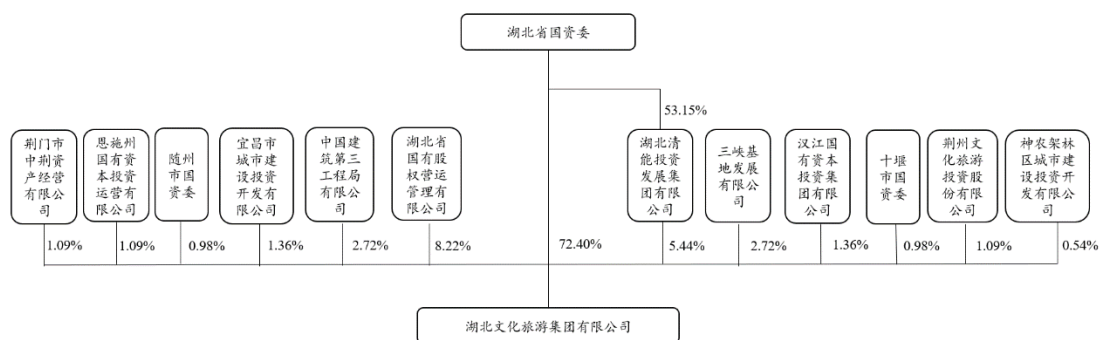 湖北省国资委
53.15%
荆门市
中荆资
产经营
有限公
司
恩施州
国有资
本投资
运营有
限公司
随州
市国
资委
宜昌市
城市建
设投资
开发有
限公司
中国建
筑第三
工程局
有限公
司
湖北省
国有股
权营运
管理有
限公司
湖北清
能投资
发展集
团有限
公司
三峡基
地发展
有限公
司
汉江国
有资本
投资集
团有限
公司
十堰
市国
资委
荆州文
化旅游
投资股
份有限
公司
神农架林
区城市建
设投资开
发有限公
司
1.09%
1.09%
0.98%
1.36%
2.72%
8.22%
72.40%
5.44%
2.72%
1.36%
0.98%
1.09%
0.54%
湖北文化旅游集团有限公司